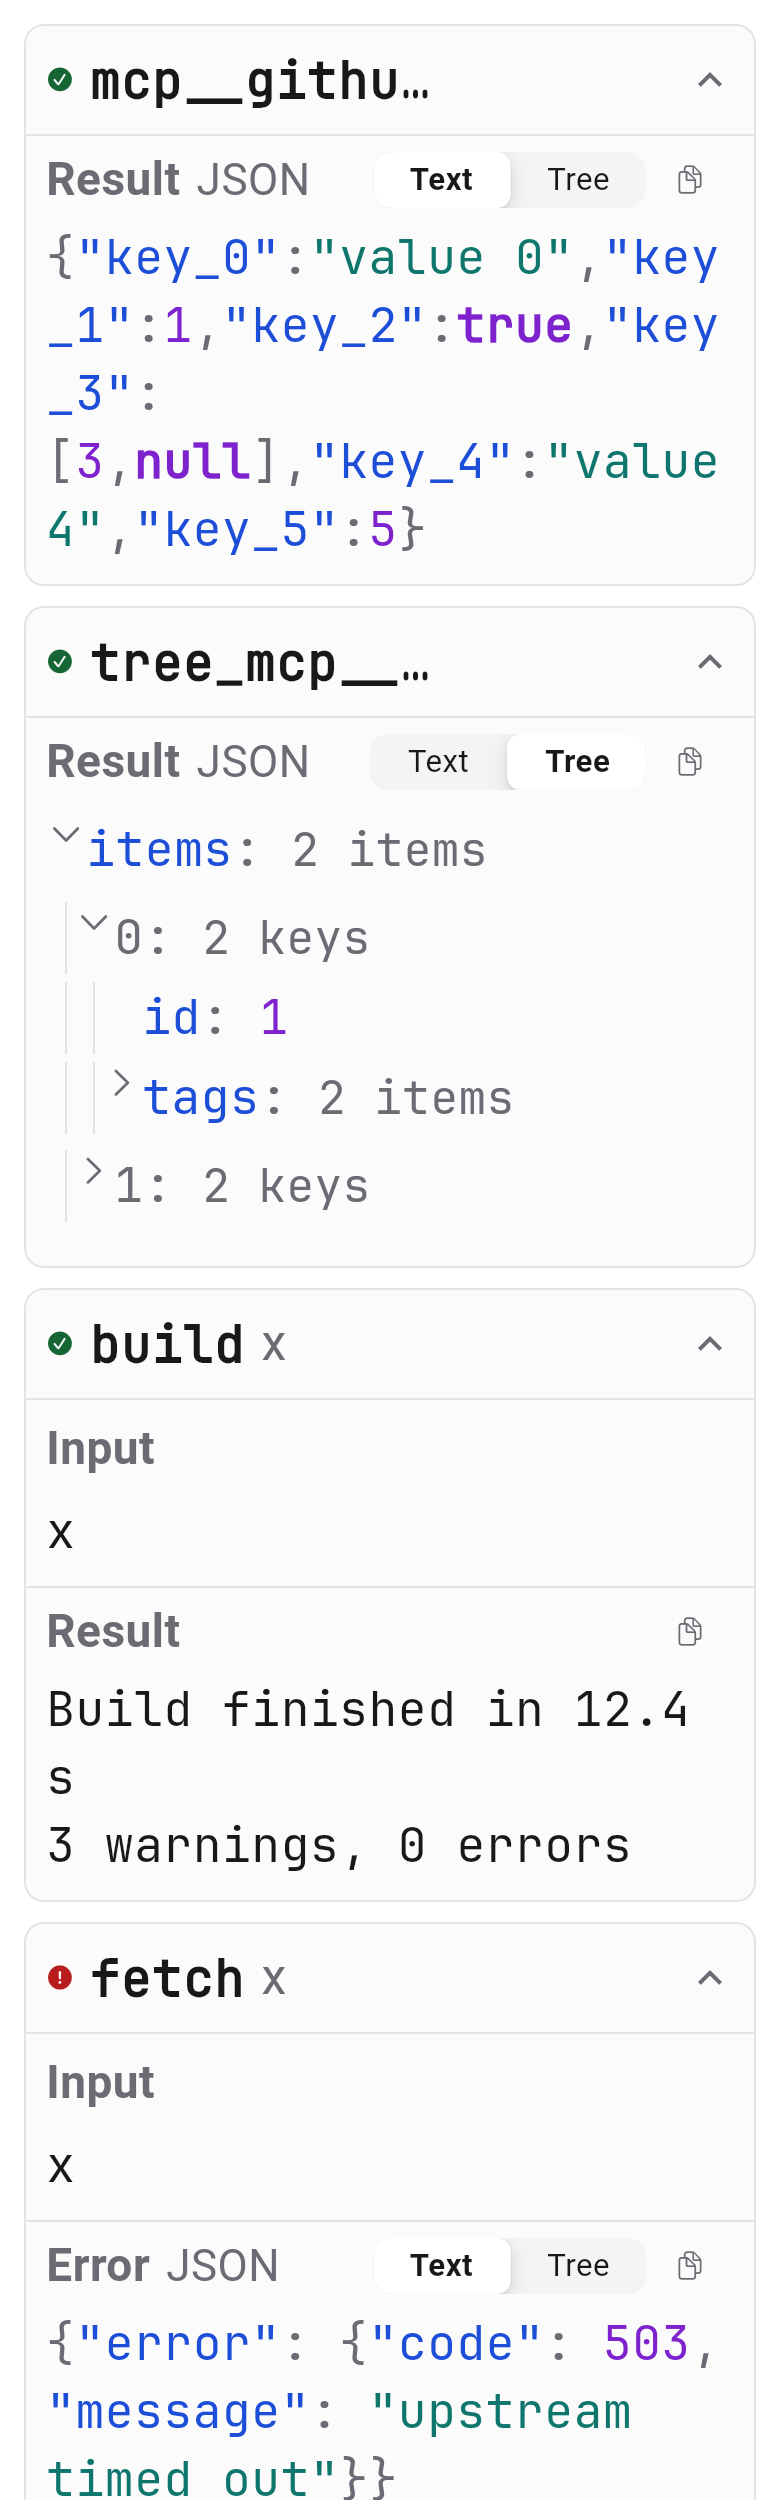 mcp__githu…
Result JSON Text Tree
{"key_0":"value 0","key
_1":1,"key_2":true,"key
_3":
[3,null],"key_4":"value
4","key_5":5}
tree_mcp__…
Result JSON Text Tree
items: 2 items
0: 2 keys
id: 1
tags: 2 items
1: 2 keys
build x
Input
x
Result
Build finished in 12.4
s
3 warnings, 0 errors
fetch x
Input
x
Error JSON Text Tree
{"error": {"code": 503,
"message": "upstream
timed out"}}